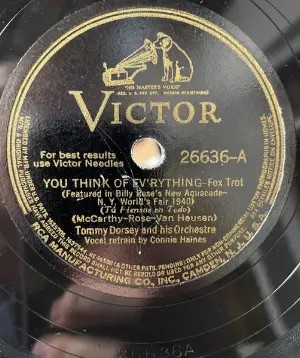 "HIS MASTER'S VOICE"
VICTOR
For best results
use Victor Needles
26636-A
YOU THINK OF EV'RYTHING—Fox Trot
(Featured in Billy Rose's New Aquacade—
N. Y. World's Fair 1940)
(Tú Piensas en Todo)
(McCarthy-Rose-Van Heusen)
Tommy Dorsey and his Orchestra
Vocal refrain by Connie Haines
RCA MANUFACTURING CO., INC., CAMDEN, N. J., U. S. A.